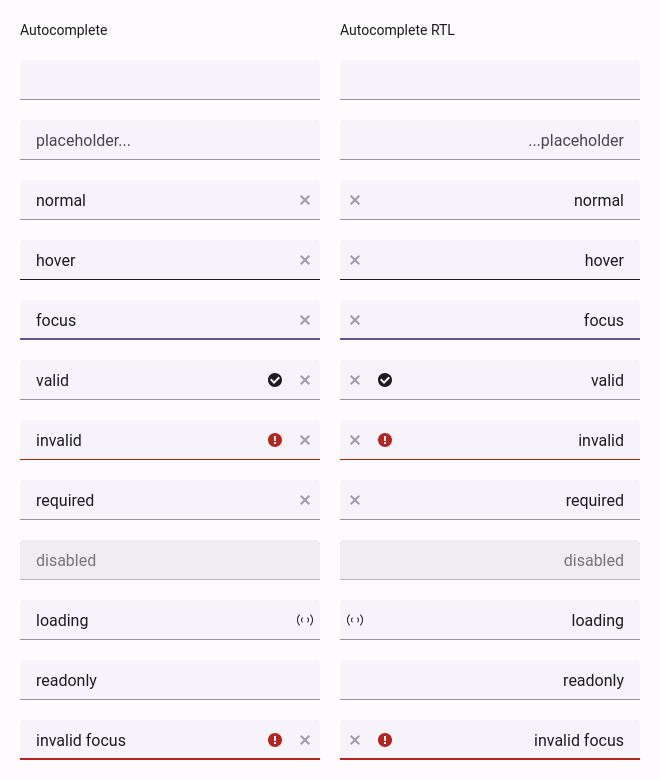 Autocomplete
Autocomplete RTL
placeholder...
...placeholder
normal
normal
hover
hover
focus
focus
valid
valid
invalid
invalid
required
required
disabled
disabled
loading
loading
readonly
readonly
invalid focus
invalid focus